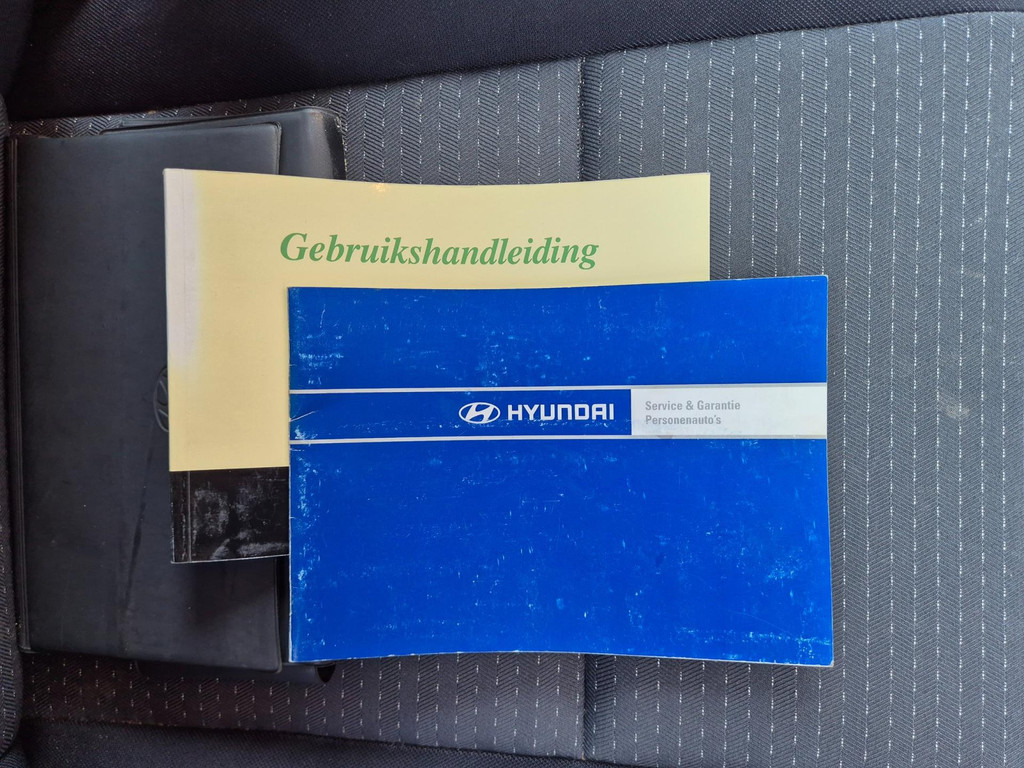 Gebruikshandleiding
HYUNDAI
Service & Garantie
Personenauto's